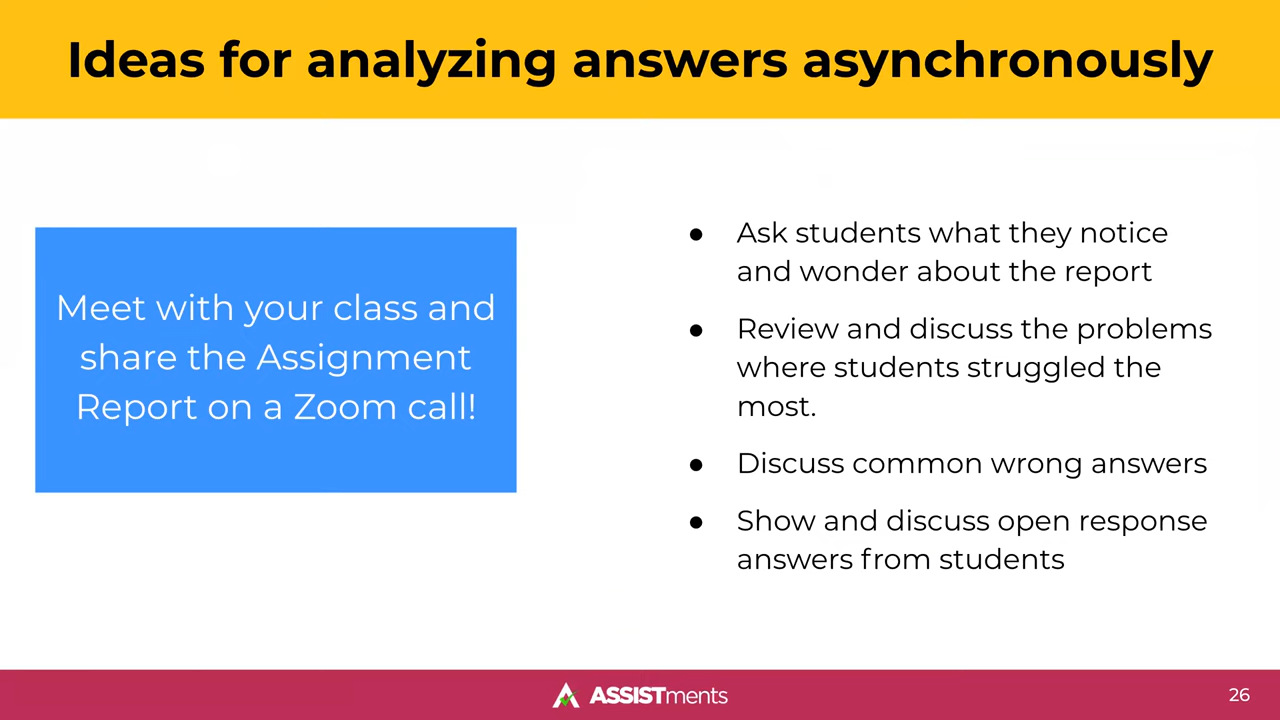 Ideas for analyzing answers asynchronously
Meet with your class and
share the Assignment
Report on a Zoom call!
● Ask students what they notice
and wonder about the report
● Review and discuss the problems
where students struggled the
most.
● Discuss common wrong answers
● Show and discuss open response
answers from students
ASSISTments
26